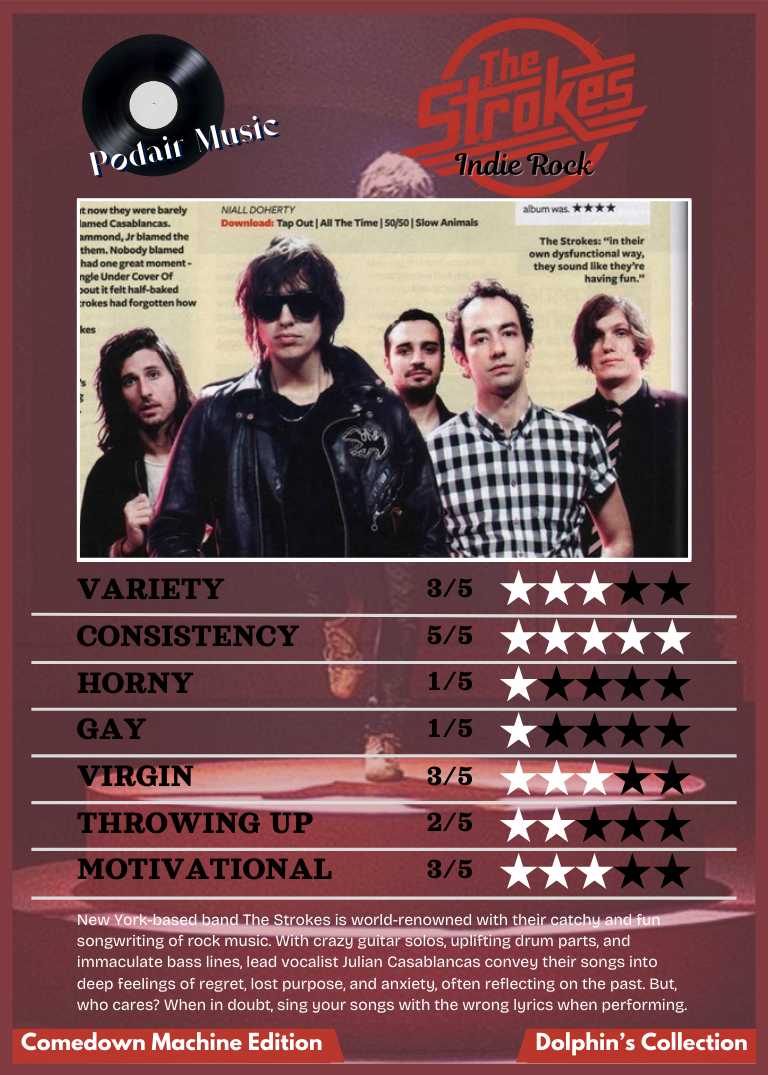 Podair Music
The
Strokes
Indie Rock
t now they were barely
lamed Casablancas.
ammond, Jr blamed the
them. Nobody blamed
had one great moment -
ngle Under Cover Of
bout it felt half-baked
trokes had forgotten how
kes
NIALL DOHERTY
Download: Tap Out | All The Time | 50/50 | Slow Animals
album was. ★★★★
The Strokes: “in their
own dysfunctional way,
they sound like they’re
having fun.”
VARIETY 3/5
CONSISTENCY 5/5
HORNY 1/5
GAY 1/5
VIRGIN 3/5
THROWING UP 2/5
MOTIVATIONAL 3/5
New York-based band The Strokes is world-renowned with their catchy and fun
songwriting of rock music. With crazy guitar solos, uplifting drum parts, and
immaculate bass lines, lead vocalist Julian Casablancas convey their songs into
deep feelings of regret, lost purpose, and anxiety, often reflecting on the past. But,
who cares? When in doubt, sing your songs with the wrong lyrics when performing.
Comedown Machine Edition
Dolphin’s Collection